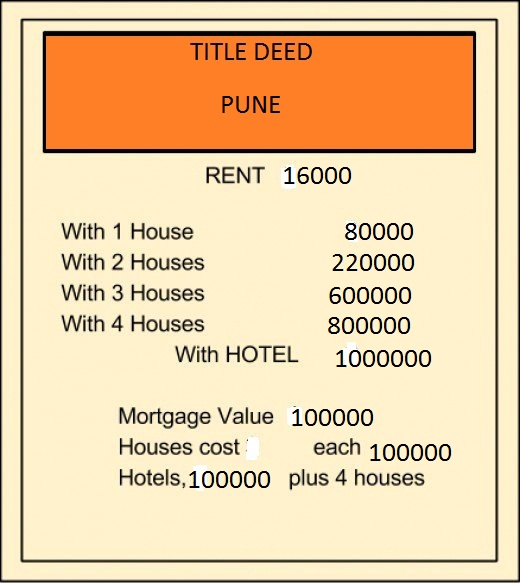 TITLE DEED
PUNE
RENT 16000
With 1 House 80000
With 2 Houses 220000
With 3 Houses 600000
With 4 Houses 800000
With HOTEL 1000000
Mortgage Value 100000
Houses cost each 100000
Hotels,100000 plus 4 houses